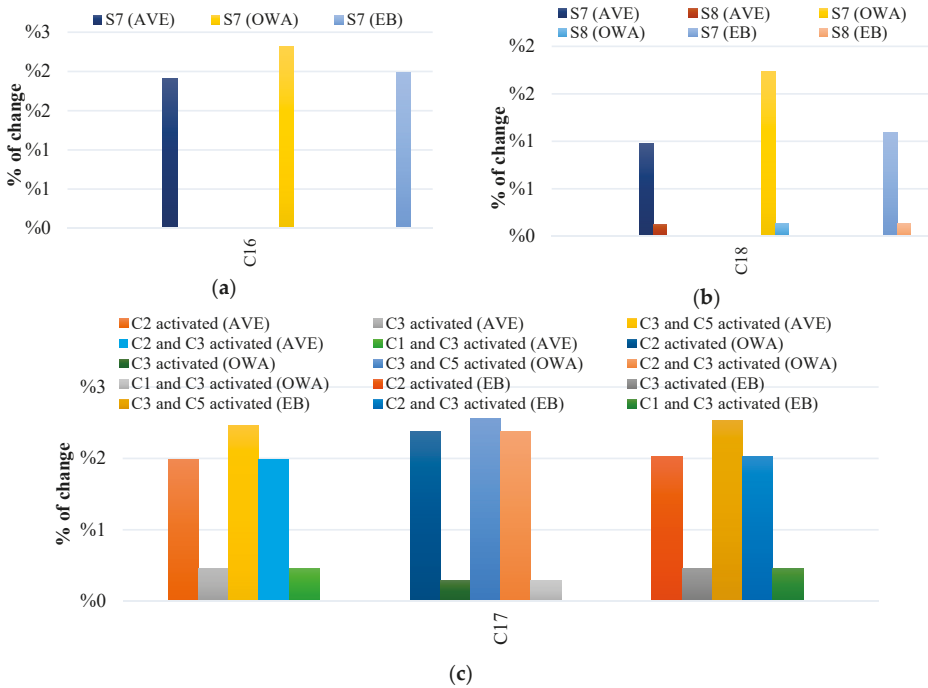 S7 (AVE) S7 (OWA) S7 (EB)
%3
%2
%2
%1
%1
%0
% of change
C16
(a)
S7 (AVE) S8 (AVE) S7 (OWA)
S8 (OWA) S7 (EB) S8 (EB)
%2
%2
%1
%1
%0
% of change
C18
(b)
C2 activated (AVE) C3 activated (AVE) C3 and C5 activated (AVE)
C2 and C3 activated (AVE) C1 and C3 activated (AVE) C2 activated (OWA)
C3 activated (OWA) C3 and C5 activated (OWA) C2 and C3 activated (OWA)
C1 and C3 activated (OWA) C2 activated (EB) C3 activated (EB)
C3 and C5 activated (EB) C2 and C3 activated (EB) C1 and C3 activated (EB)
%3
%2
%1
%0
% of change
C17
(c)